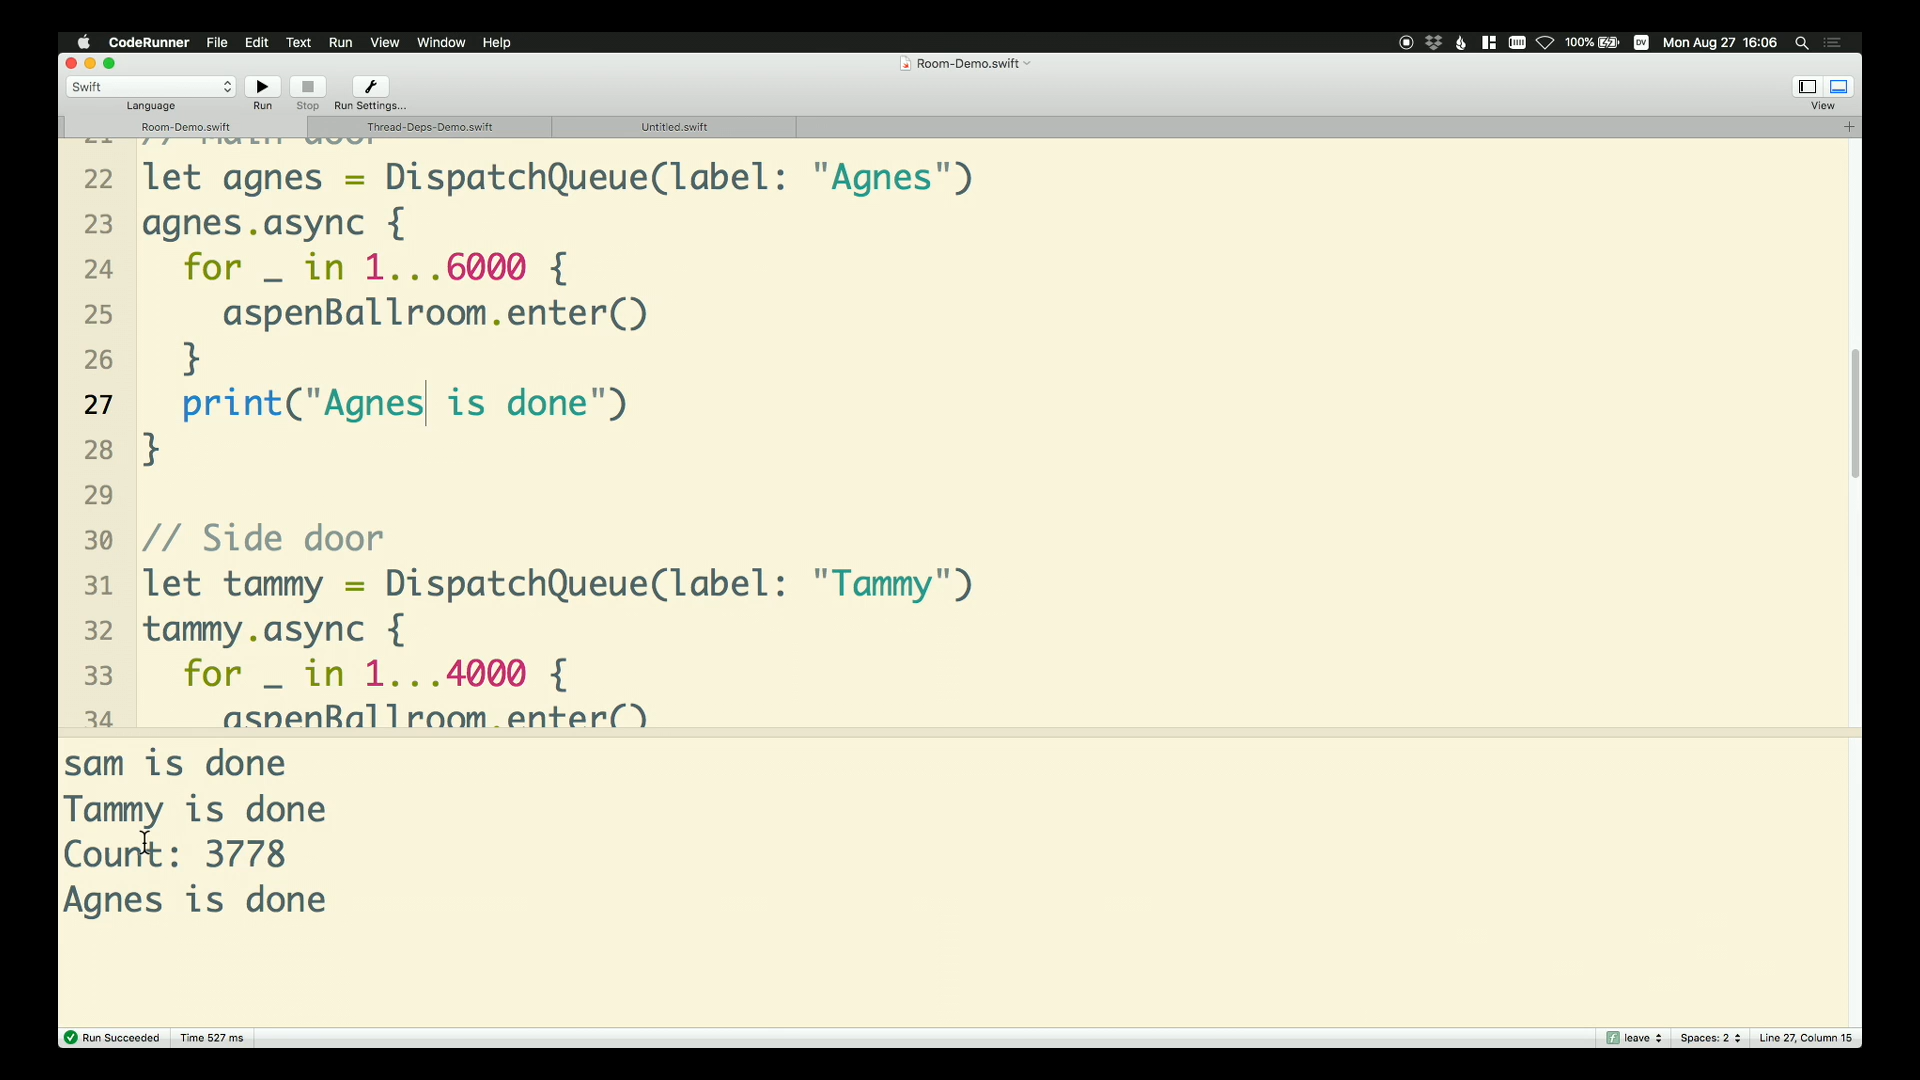 CodeRunner File Edit Text Run View Window Help 100% DV Mon Aug 27 16:06
Room-Demo.swift
Swift
Language Run Stop Run Settings... View
Room-Demo.swift Thread-Deps-Demo.swift Untitled.swift
21 // Main door
22 let agnes = DispatchQueue(label: "Agnes")
23 agnes.async {
24 for _ in 1...6000 {
25 aspenBallroom.enter()
26 }
27 print("Agnes is done")
28 }
29
30 // Side door
31 let tammy = DispatchQueue(label: "Tammy")
32 tammy.async {
33 for _ in 1...4000 {
34 aspenBallroom.enter()
sam is done
Tammy is done
Count: 3778
Agnes is done
Run Succeeded Time 527 ms f leave Spaces: 2 Line 27, Column 15